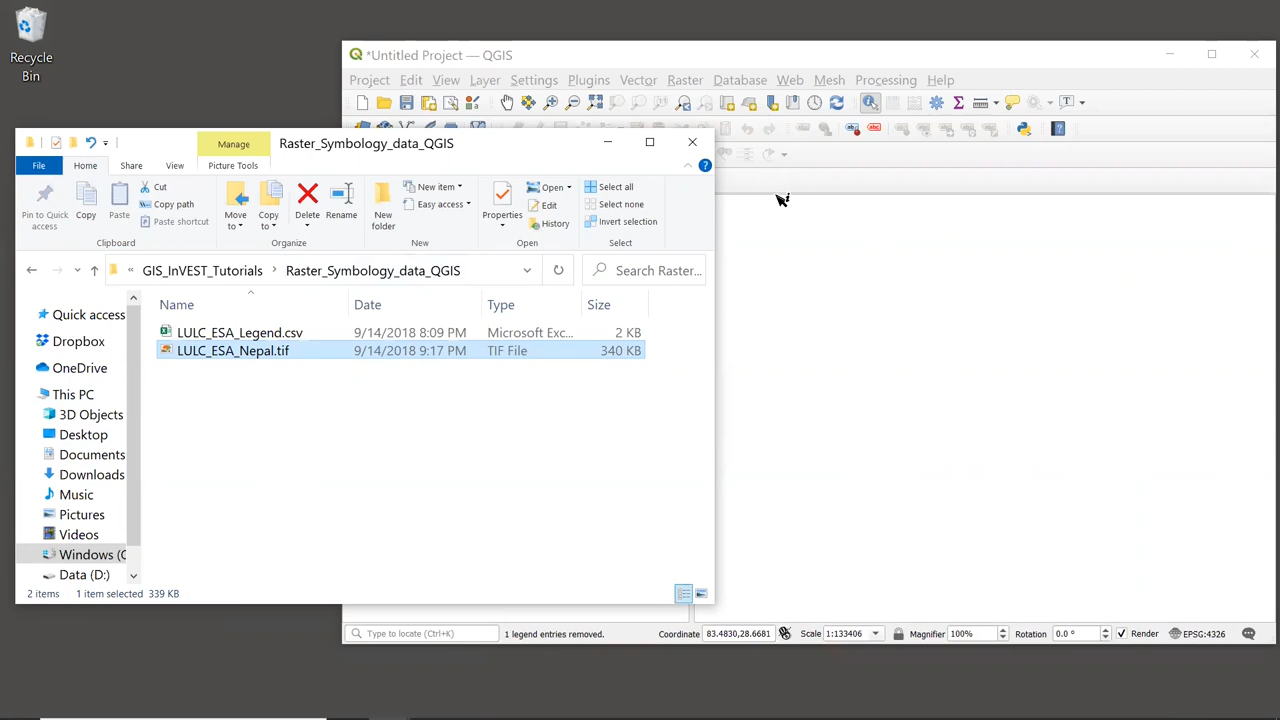 Recycle
Bin
*Untitled Project — QGIS
Project Edit View Layer Settings Plugins Vector Raster Database Web Mesh Processing Help
Manage
Raster_Symbology_data_QGIS
File Home Share View Picture Tools
Pin to Quick
access
Copy
Paste
Cut
Copy path
Paste shortcut
Clipboard
Move
to
Copy
to
Delete
Rename
Organize
New
folder
New item
Easy access
New
Properties
Open
Edit
History
Open
Select all
Select none
Invert selection
Select
« GIS_InVEST_Tutorials > Raster_Symbology_data_QGIS
Search Raster...
Name Date Type Size
LULC_ESA_Legend.csv 9/14/2018 8:09 PM Microsoft Exc... 2 KB
LULC_ESA_Nepal.tif 9/14/2018 9:17 PM TIF File 340 KB
Quick access
Dropbox
OneDrive
This PC
3D Objects
Desktop
Documents
Downloads
Music
Pictures
Videos
Windows (C
Data (D:)
2 items 1 item selected 339 KB
Type to locate (Ctrl+K) 1 legend entries removed. Coordinate 83.4830,28.6681 Scale 1:133406 Magnifier 100% Rotation 0.0 ° Render EPSG:4326